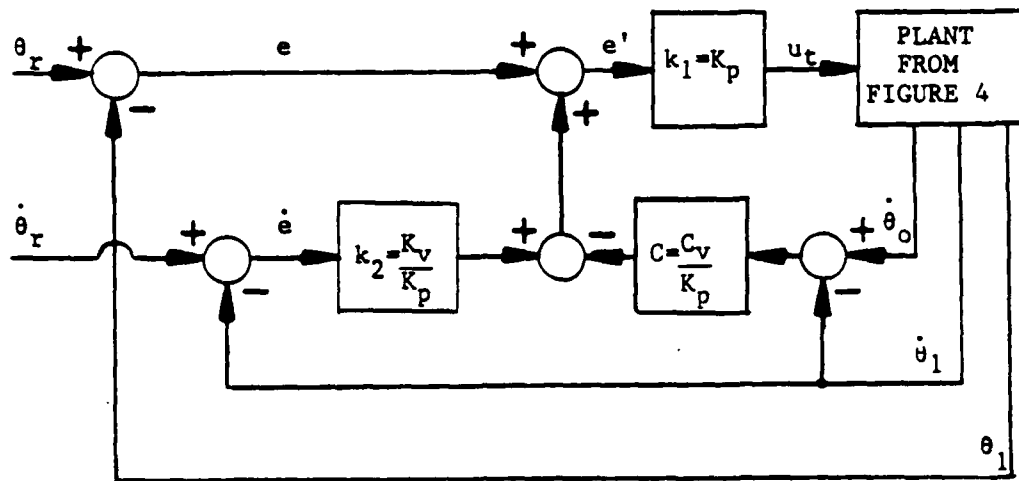 θr + − e + + e' k1=Kp ut PLANT
FROM
FIGURE 4
θ̇r + − ė k2=Kv/Kp + − C=Cv/Kp + − θ̇o
θ̇1
θ1